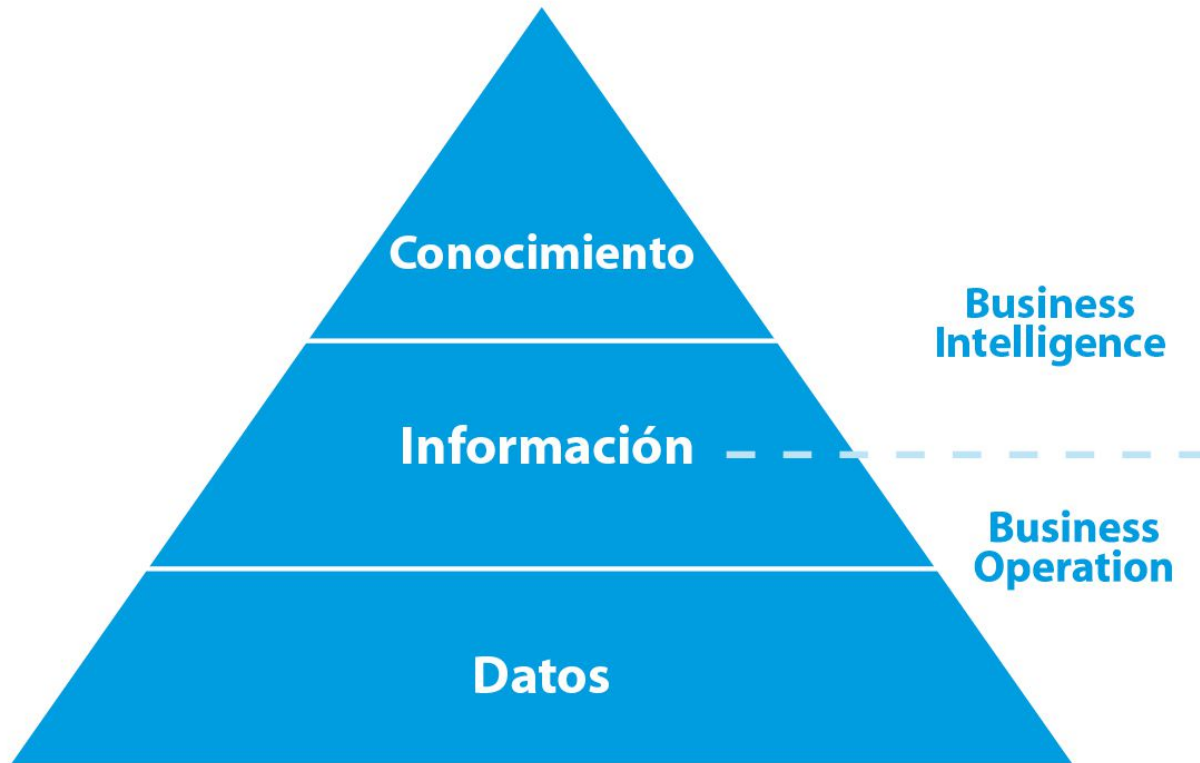 Conocimiento
Business
Intelligence
Información
Business
Operation
Datos